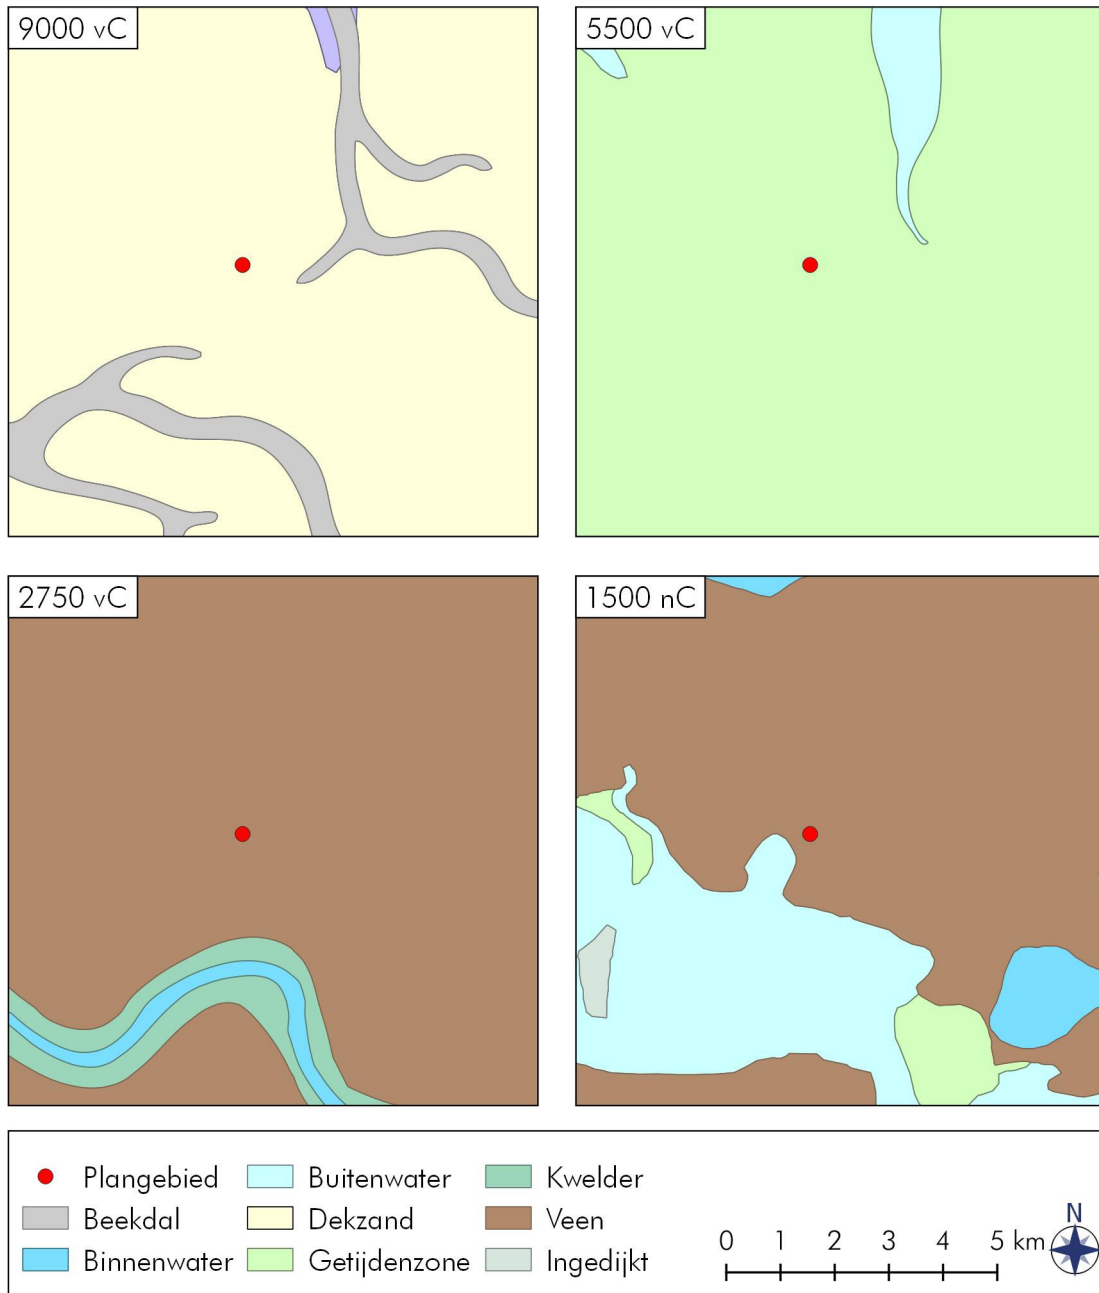 9000 vC
5500 vC
2750 vC
1500 nC
Plangebied
Buitenwater
Kwelder
Beekdal
Dekzand
Veen
Binnenwater
Getijdenzone
Ingedijkt
0 1 2 3 4 5 km
N